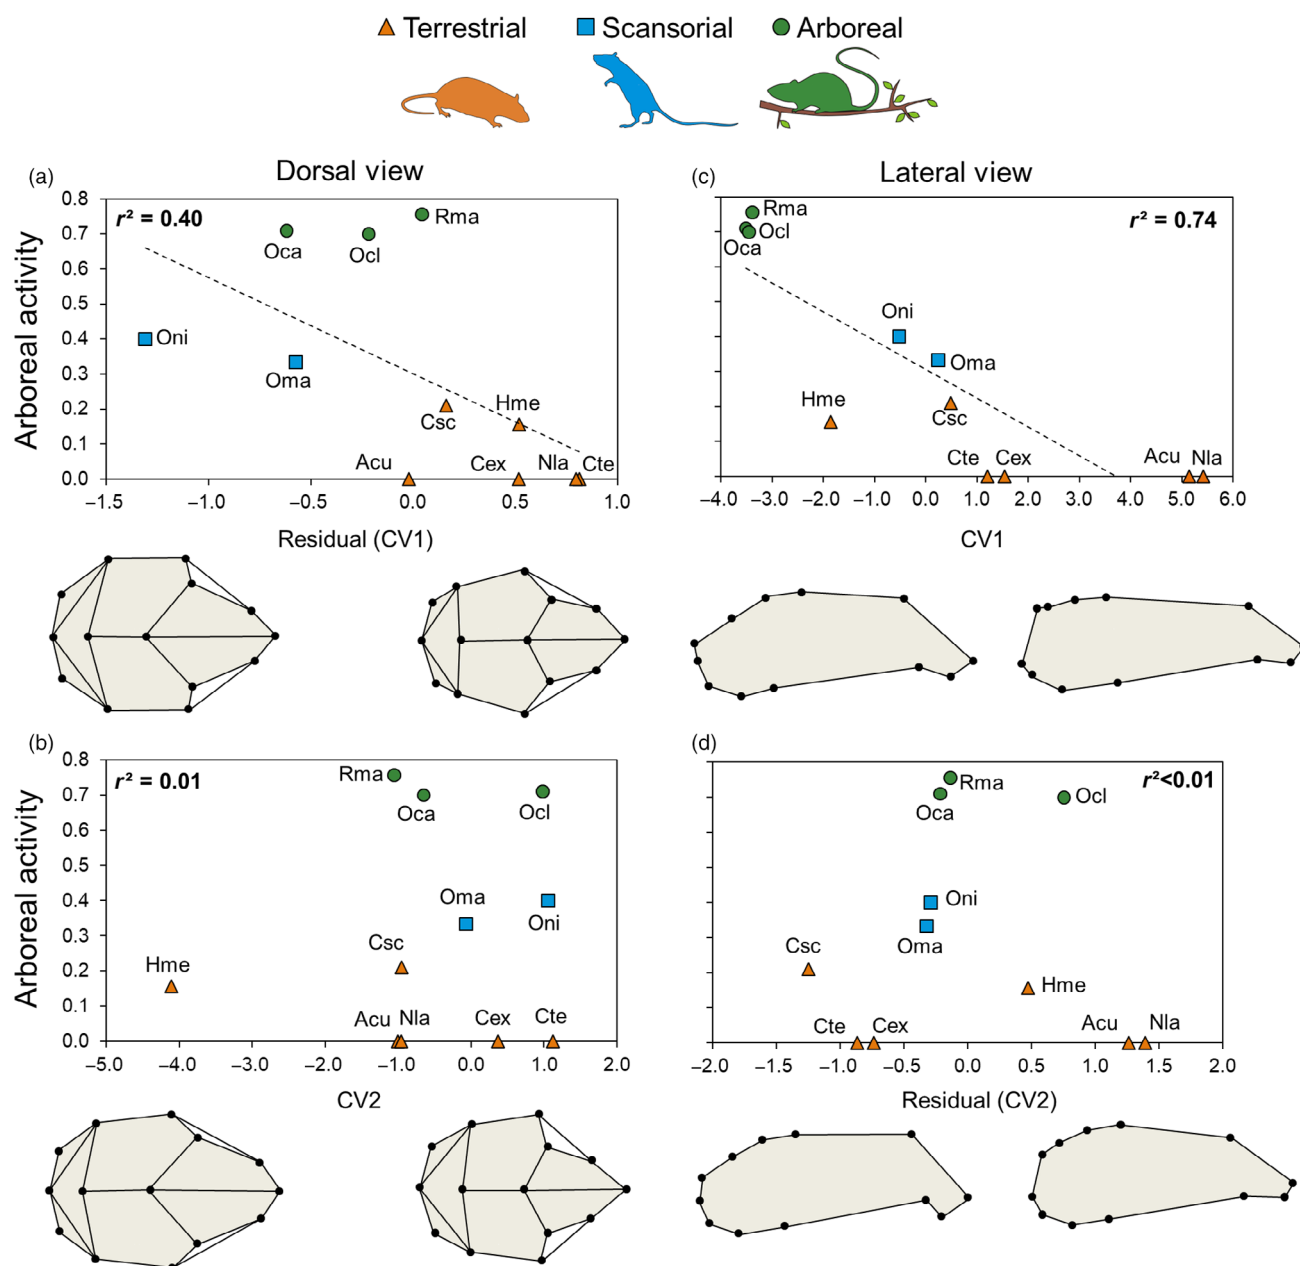 Terrestrial Scansorial Arboreal
(a) Dorsal view
Arboreal activity
0.8
0.7
0.6
0.5
0.4
0.3
0.2
0.1
0.0
r² = 0.40
Rma
Oca Ocl
Oni
Oma
Csc Hme
Acu Cex Nla Cte
–1.5 –1.0 –0.5 0.0 0.5 1.0
Residual (CV1)
(c) Lateral view
r² = 0.74
Rma
Ocl
Oca
Oni
Oma
Hme
Csc
Cte Cex Acu Nla
–4.0 –3.0 –2.0 –1.0 0.0 1.0 2.0 3.0 4.0 5.0 6.0
CV1
(b)
Arboreal activity
0.8
0.7
0.6
0.5
0.4
0.3
0.2
0.1
0.0
r² = 0.01
Rma
Oca Ocl
Oma
Oni
Csc
Hme
Acu Nla Cex Cte
–5.0 –4.0 –3.0 –2.0 –1.0 0.0 1.0 2.0
CV2
(d)
r²<0.01
Rma
Oca
Ocl
Oni
Oma
Csc
Hme
Cte Cex Acu Nla
–2.0 –1.5 –1.0 –0.5 0.0 0.5 1.0 1.5 2.0
Residual (CV2)